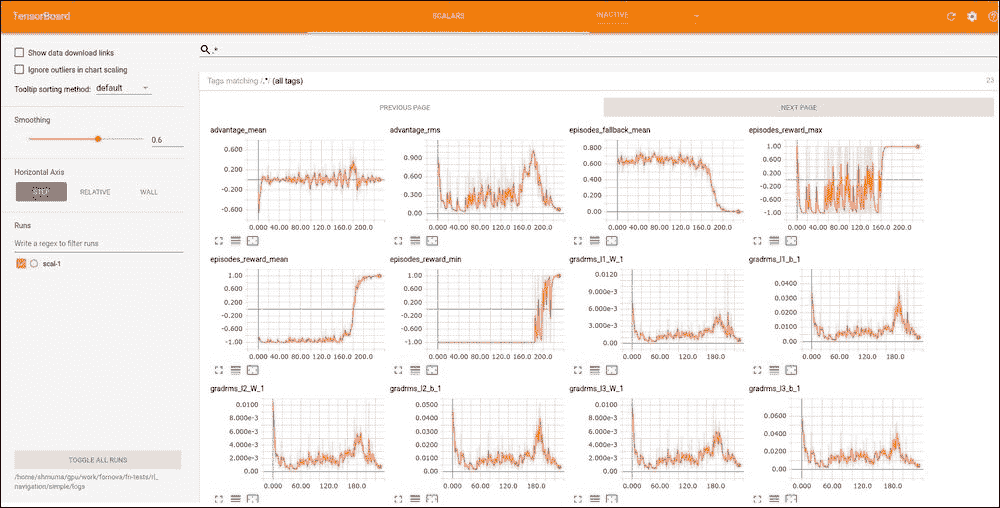 TensorBoard SCALARS INACTIVE
Show data download links
Ignore outliers in chart scaling
Tooltip sorting method: default
Smoothing
0.6
Horizontal Axis
STEP RELATIVE WALL
Runs
Write a regex to filter runs
scal-1
TOGGLE ALL RUNS
/home/shmuma/gpu/work/fornova/fn-tests/rl_
navigation/simple/logs
.*
Tags matching /.*/ (all tags) 23
PREVIOUS PAGE NEXT PAGE
advantage_mean
0.600
0.200
-0.200
-0.600
0.000 40.00 80.00 120.0 160.0 200.0
advantage_rms
0.900
0.600
0.300
0.00
0.000 40.00 80.00 120.0 160.0 200.0
episodes_fallback_mean
0.800
0.600
0.400
0.200
0.00
0.000 40.00 80.00 120.0 160.0 200.0
episodes_reward_max
1.00
0.600
0.200
-0.200
-0.600
-1.00
0.000 40.00 80.00 120.0 160.0 200.0
episodes_reward_mean
1.00
0.600
0.200
-0.200
-0.600
-1.00
0.000 40.00 80.00 120.0 160.0 200.0
episodes_reward_min
1.00
0.600
0.200
-0.200
-0.600
-1.00
0.000 40.00 80.00 120.0 160.0 200.0
gradrms_l1_W_1
0.0120
9.000e-3
6.000e-3
3.000e-3
0.00
0.000 60.00 120.0 180.0
gradrms_l1_b_1
0.0500
0.0400
0.0300
0.0200
0.0100
0.00
0.000 60.00 120.0 180.0
gradrms_l2_W_1
0.0100
8.000e-3
6.000e-3
4.000e-3
2.000e-3
0.00
0.000 60.00 120.0 180.0
gradrms_l2_b_1
0.0500
0.0400
0.0300
0.0200
0.0100
0.00
0.000 60.00 120.0 180.0
gradrms_l3_W_1
0.0100
8.000e-3
6.000e-3
4.000e-3
2.000e-3
0.00
0.000 60.00 120.0 180.0
gradrms_l3_b_1
0.0600
0.0400
0.0200
0.00
0.000 60.00 120.0 180.0